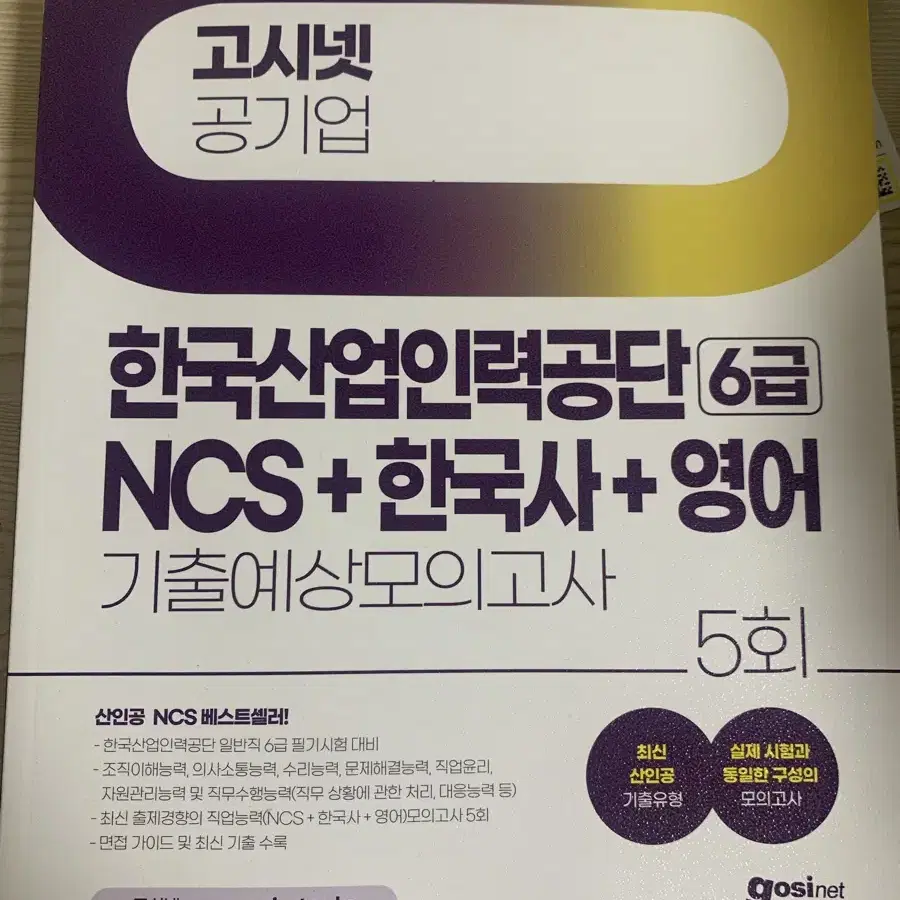 고시넷
공기업
한국산업인력공단 6급
NCS + 한국사 + 영어
기출예상모의고사
5회
산인공 NCS 베스트셀러!
- 한국산업인력공단 일반직 6급 필기시험 대비
- 조직이해능력, 의사소통능력, 수리능력, 문제해결능력, 직업윤리,
자원관리능력 및 직무수행능력(직무 상황에 관한 처리, 대응능력 등)
- 최신 출제경향의 직업능력(NCS + 한국사 + 영어)모의고사 5회
- 면접 가이드 및 최신 기출 수록
최신
산인공
기출유형
실제 시험과
동일한 구성의
모의고사
gosinet